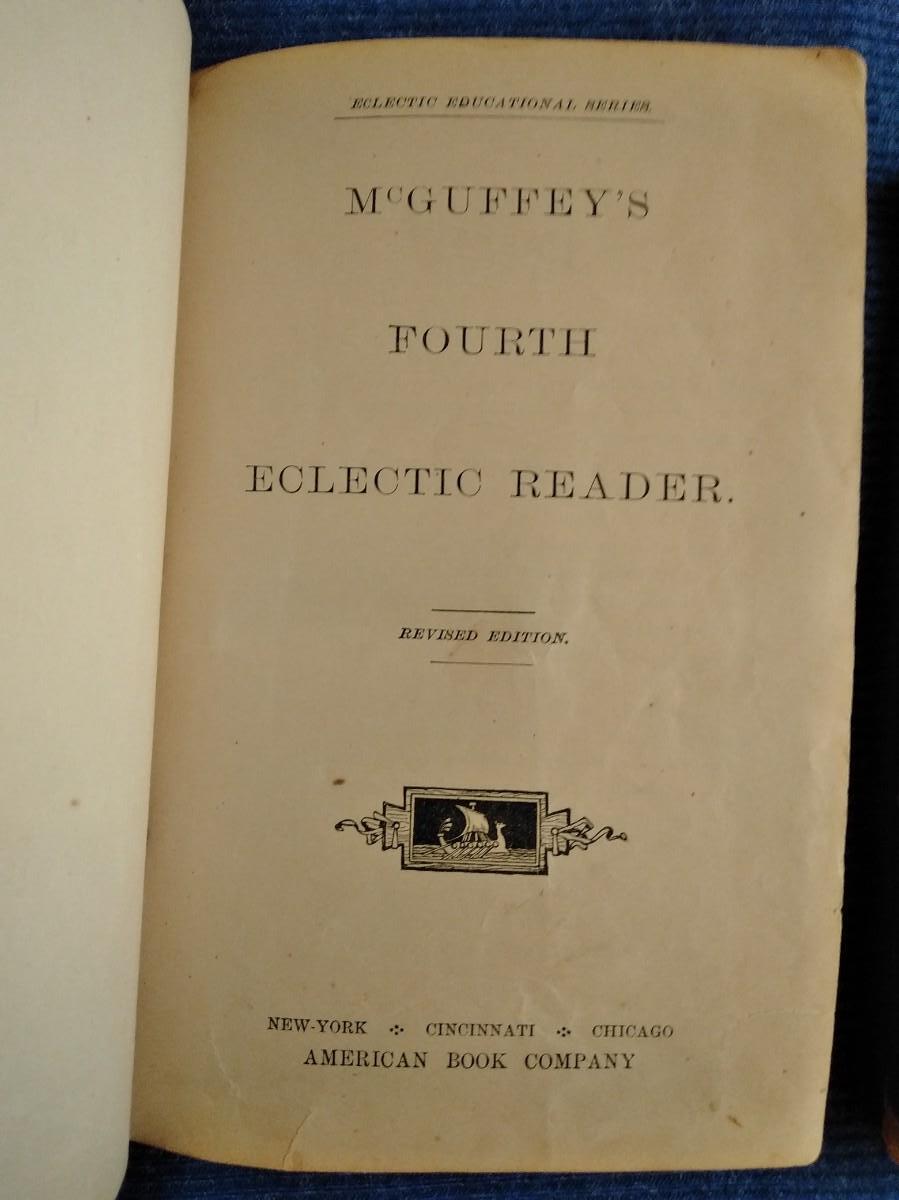 ECLECTIC EDUCATIONAL SERIES.
McGUFFEY'S
FOURTH
ECLECTIC READER.
REVISED EDITION.
NEW-YORK ⁘ CINCINNATI ⁘ CHICAGO
AMERICAN BOOK COMPANY